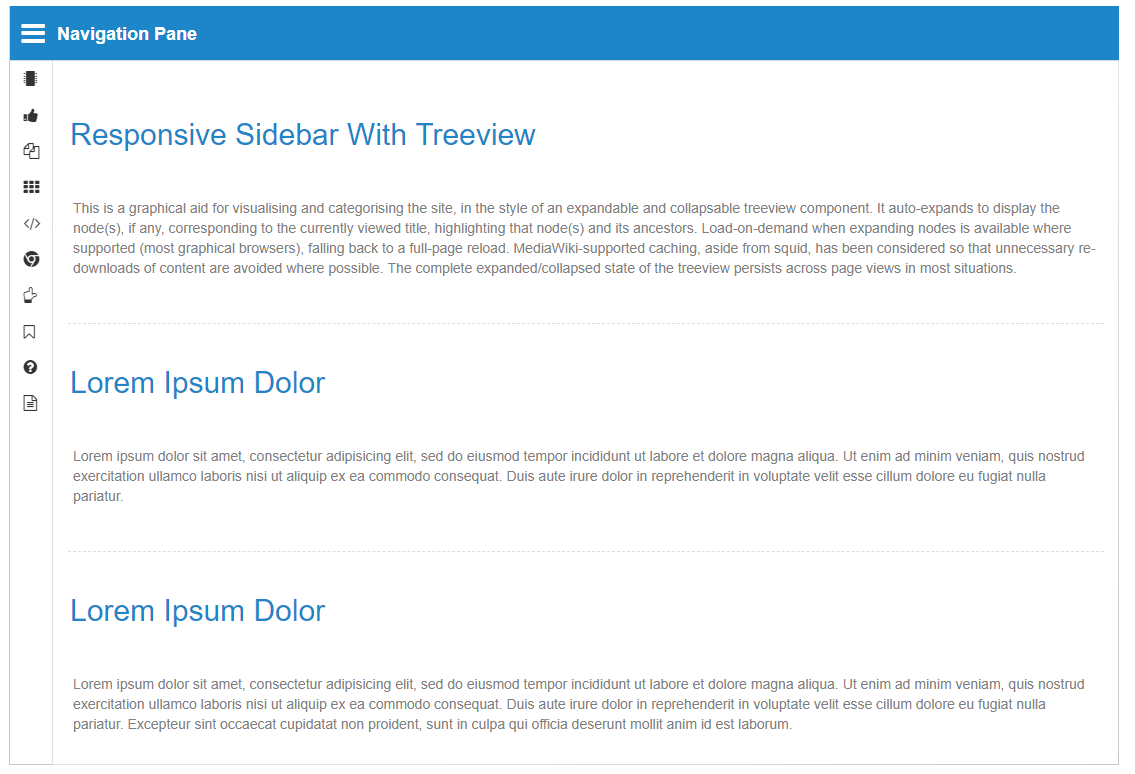 Navigation Pane
Responsive Sidebar With Treeview
This is a graphical aid for visualising and categorising the site, in the style of an expandable and collapsable treeview component. It auto-expands to display the
node(s), if any, corresponding to the currently viewed title, highlighting that node(s) and its ancestors. Load-on-demand when expanding nodes is available where
supported (most graphical browsers), falling back to a full-page reload. MediaWiki-supported caching, aside from squid, has been considered so that unnecessary re-
downloads of content are avoided where possible. The complete expanded/collapsed state of the treeview persists across page views in most situations.
Lorem Ipsum Dolor
Lorem ipsum dolor sit amet, consectetur adipisicing elit, sed do eiusmod tempor incididunt ut labore et dolore magna aliqua. Ut enim ad minim veniam, quis nostrud
exercitation ullamco laboris nisi ut aliquip ex ea commodo consequat. Duis aute irure dolor in reprehenderit in voluptate velit esse cillum dolore eu fugiat nulla
pariatur.
Lorem Ipsum Dolor
Lorem ipsum dolor sit amet, consectetur adipisicing elit, sed do eiusmod tempor incididunt ut labore et dolore magna aliqua. Ut enim ad minim veniam, quis nostrud
exercitation ullamco laboris nisi ut aliquip ex ea commodo consequat. Duis aute irure dolor in reprehenderit in voluptate velit esse cillum dolore eu fugiat nulla
pariatur. Excepteur sint occaecat cupidatat non proident, sunt in culpa qui officia deserunt mollit anim id est laborum.